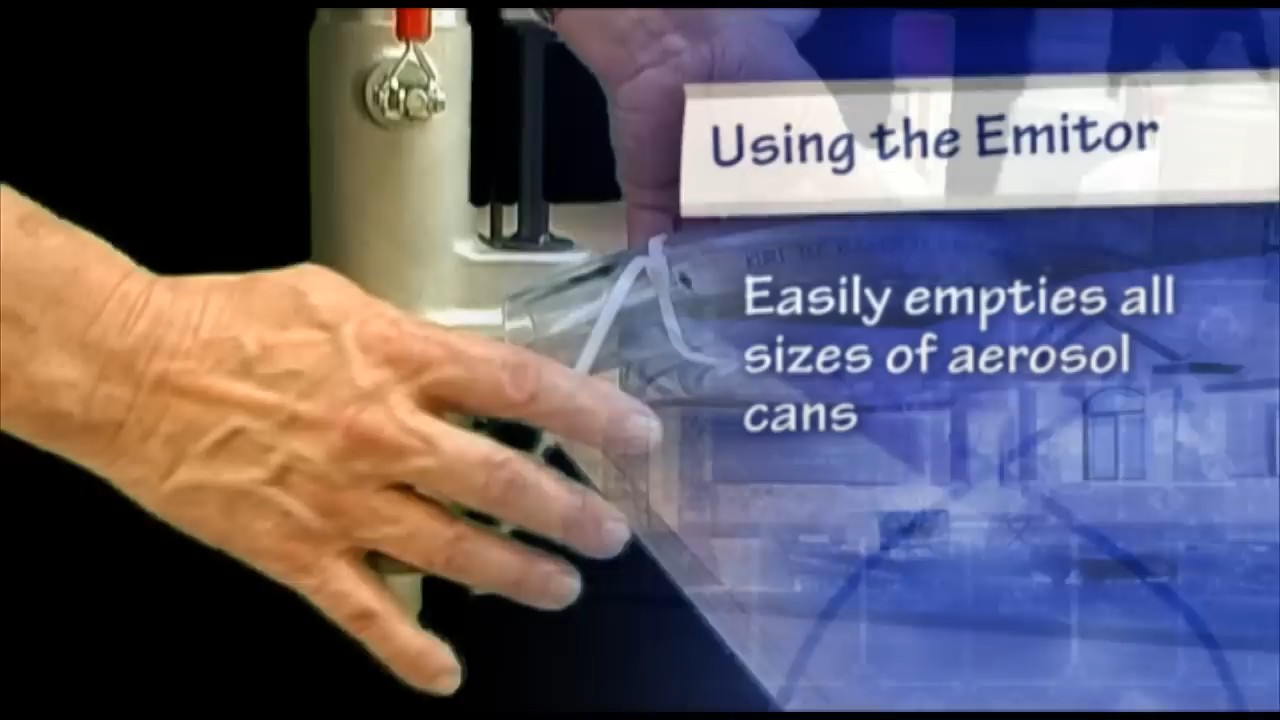 Using the Emitor
Easily empties all
sizes of aerosol
cans